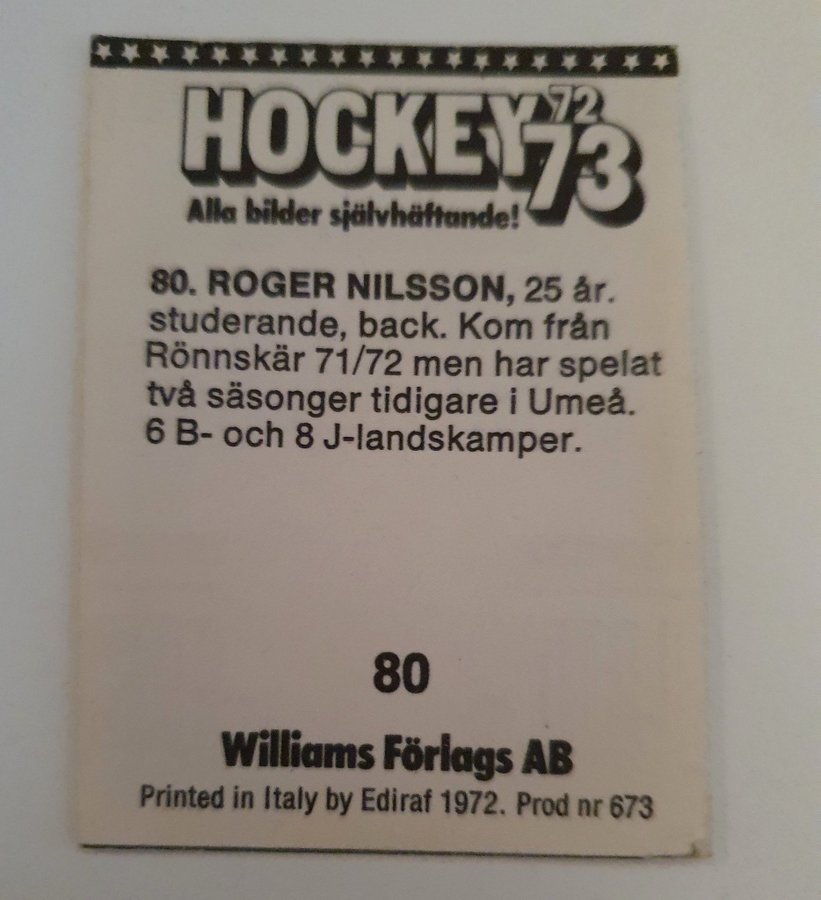 HOCKEY 72 73
Alla bilder självhäftande!
80. ROGER NILSSON, 25 år.
studerande, back. Kom från
Rönnskär 71/72 men har spelat
två säsonger tidigare i Umeå.
6 B- och 8 J-landskamper.
80
Williams Förlags AB
Printed in Italy by Ediraf 1972. Prod nr 673